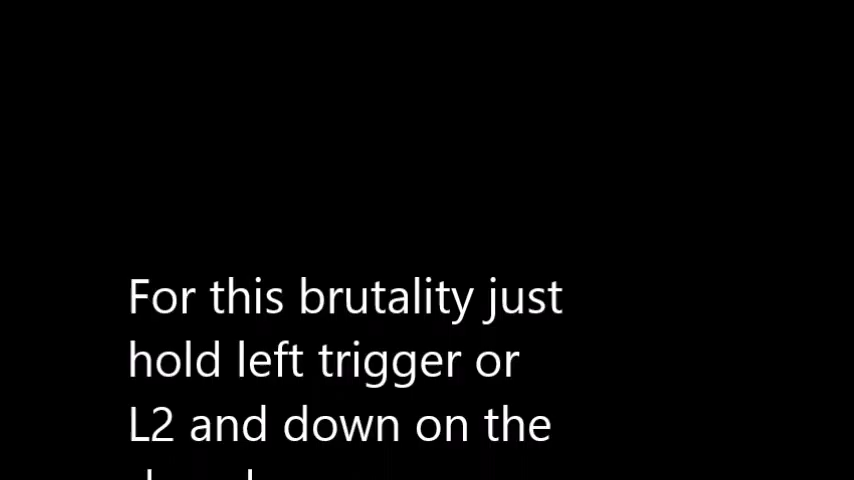 For this brutality just
hold left trigger or
L2 and down on the